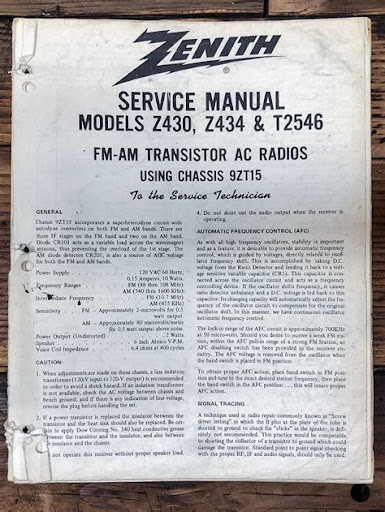 ZENITH
®
SERVICE MANUAL
MODELS Z430, Z434 & T2546
FM-AM TRANSISTOR AC RADIOS
USING CHASSIS 9ZT15
To the Service Technician
GENERAL
Chassis 9ZT15 incorporates a superheterodyne circuit with
autodyne converters on both FM and AM bands. There are
three IF stages on the FM band and two on the AM band.
Diode CR101 acts as a variable load across the wavelength
antenna, thus preventing the overload of the 1st stage. The
AM diode detector CR201, is also a source of AGC voltage
for both the FM and AM bands.
Power Supply - 120 VAC 60 Hertz,
0.15 Amperes, 10 Watts.
Frequency Ranges - FM (88 thru 108 MHz)
AM (540 thru 1600 KHz)
Intermediate Frequency - FM (10.7 MHz)
AM (455 KHz)
Sensitivity - FM - Approximately 2-microvolts for 0.5
watt output.
AM - Approximately 80 microvolts/meter
for 0.5 watt output above noise.
Power Output (Undistorted) - 2 Watts
Speaker - 6 inch Alnico V P.M.
Voice Coil Impedance - 6.4 ohms at 400 cycles
CAUTION:
1. When adjustments are made on these chassis, a line isolation
transformer (120/V input to 120/V output) is recommended
in order to avoid a shock hazard. If an isolation transformer
is not available, check the AC voltage between chassis and
bench ground; and if there is any indication of line voltage,
reverse the plug before handling the set.
2. If a power transistor is replaced the insulator between the
transistor and the heat sink should also be replaced. Be cer-
tain to apply Dow Corning No. 340 heat conductive grease
between the transistor and the insulator, and also between
the insulator and the chassis.
not operate this receiver without proper speaker load.
4. Do not short out the audio output when the receiver is
operating.
AUTOMATIC FREQUENCY CONTROL (AFC)
As with all high frequency oscillators, stability is important
and as a feature, it is desirable to provide automatic frequency
control, which is guided by voltages, directly related to oscil-
lator frequency shift. This is accomplished by taking D.C.
voltage from the Ratio Detector and feeding it back to a volt-
age sensitive variable capacitor (CR1). This capacitor is con-
nected across the oscillator circuit and acts as a frequency
controlling device. If the oscillator shifts frequency, it causes
ratio detector unbalance and a D.C. voltage is fed back to this
capacitor. Its changing capacity will automatically adjust the fre-
quency of the oscillator circuit to compensate for the original
oscillator shift. In this manner, we have continuous oscillator
automatic frequency control.
The lock-in range of the AFC circuit is approximately 700KHz
at 50 microwatts. Should you desire to receive a weak FM sta-
tion, within the AFC pullin range of a strong FM station, an
AFC disabling switch has been provided in the receiver cir-
cuitry. The AFC voltage is removed from the oscillator when
the band switch is placed to FM position.
To obtain proper AFC action, place band switch in FM posi-
tion and tune to the exact desired station frequency, then place
the band switch in the AFC position . . . this will insure proper
AFC action.
SIGNAL TRACING
A technique used in radio repair commonly known as "Screw
driver testing" in which the B plus at the plate of the tube is
shorted to ground to check for "clicks" in the speaker, is defi-
nitely not recommended. This practice would be comparable
to shorting the collector of a transistor to ground which could
damage the transistor. Standard point to point signal checking
with the proper RF, IF and audio signals, should only be used.